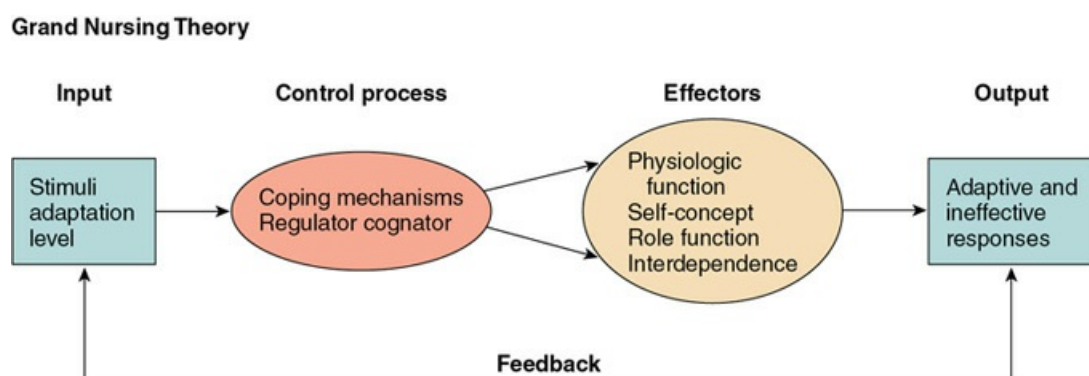 Grand Nursing Theory
Input
Control process
Effectors
Output
Stimuli
adaptation
level
Coping mechanisms
Regulator cognator
Physiologic
function
Self-concept
Role function
Interdependence
Adaptive and
ineffective
responses
Feedback